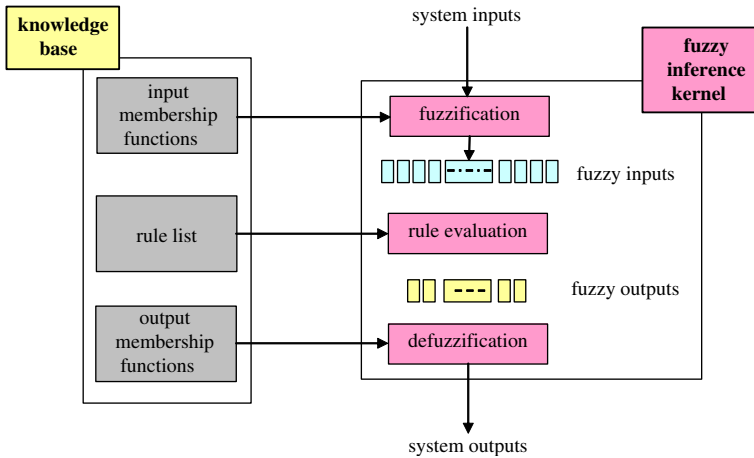 knowledge
base
system inputs
fuzzy
inference
kernel
input
membership
functions
fuzzification
fuzzy inputs
rule list
rule evaluation
fuzzy outputs
output
membership
functions
defuzzification
system outputs